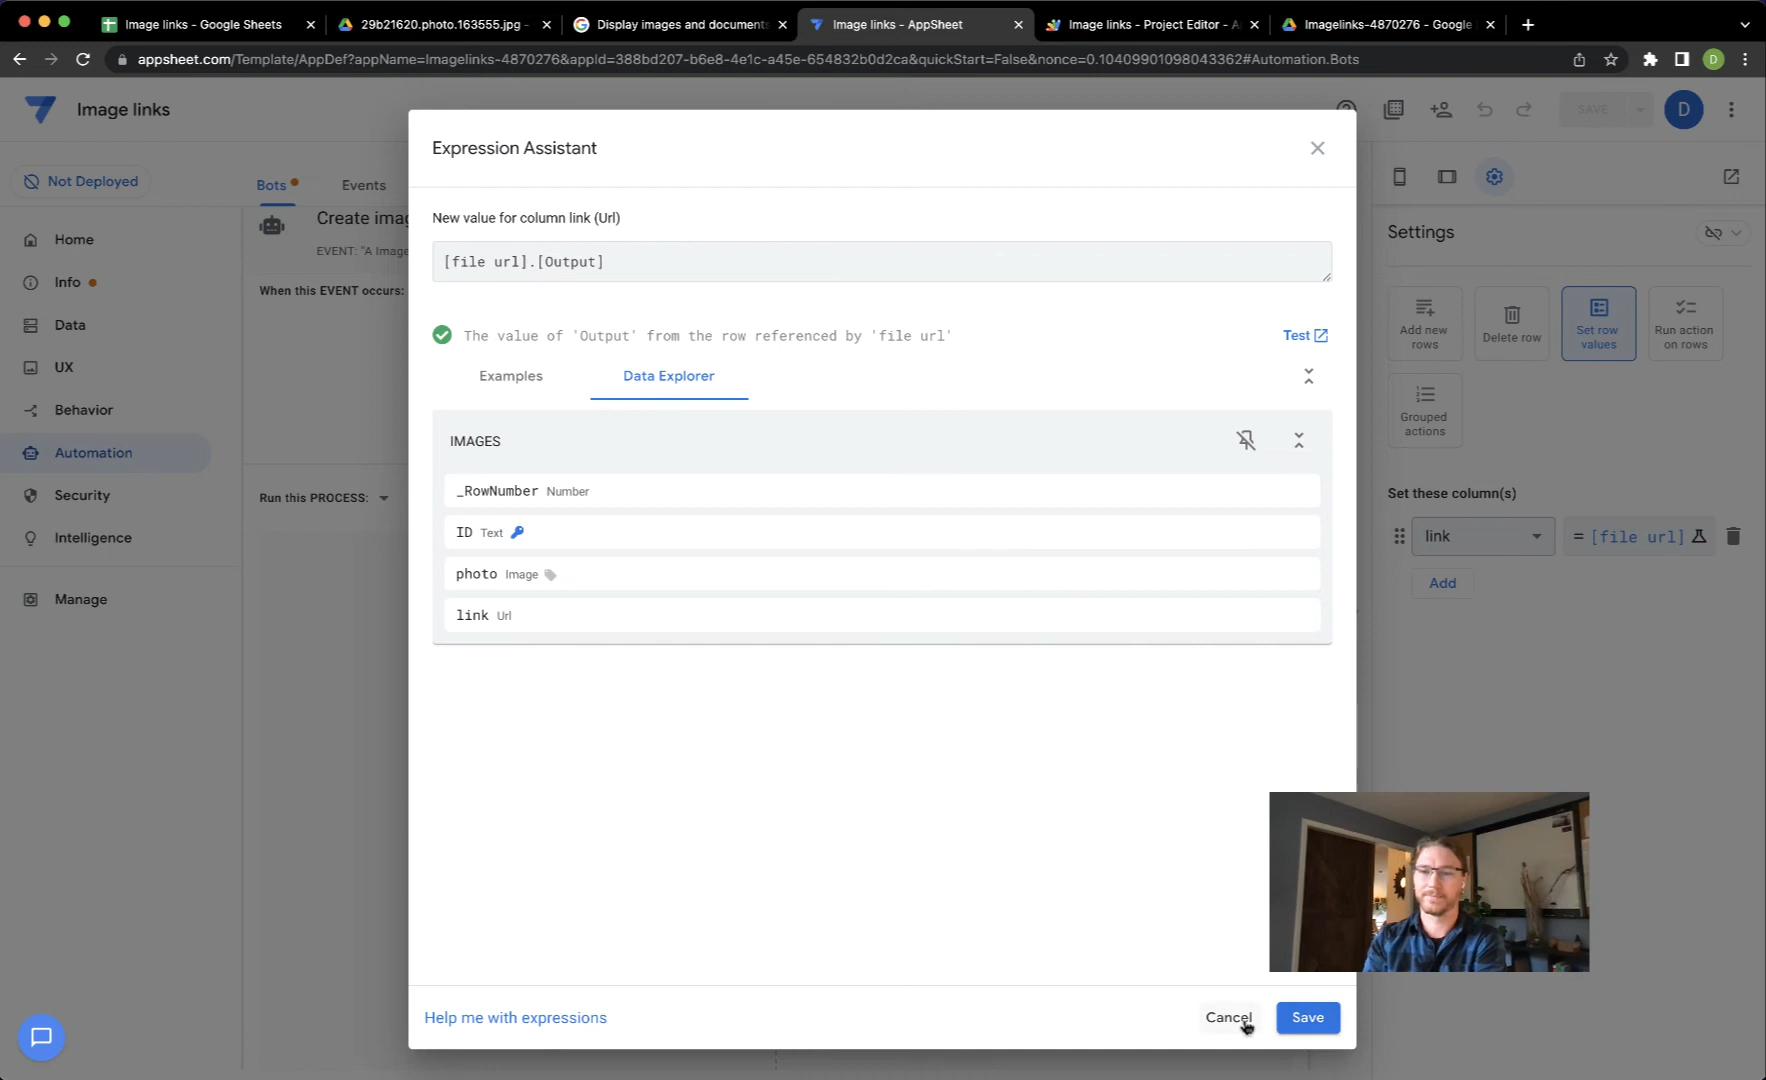 Image links - Google Sheets
29b21620.photo.163555.jpg -
Display images and document
Image links - AppSheet
Image links - Project Editor - A
Imagelinks-4870276 - Google
appsheet.com/Template/AppDef?appName=Imagelinks-4870276&appId=388bd207-b6e8-4e1c-a45e-654832b0d2ca&quickStart=False&nonce=0.10409901098043362#Automation.Bots
D
Image links
SAVE
D
Not Deployed
Bots
Events
Home
Info
Data
UX
Behavior
Automation
Security
Intelligence
Manage
Create imag
EVENT: "A Image
When this EVENT occurs:
Run this PROCESS:
Expression Assistant
New value for column link (Url)
[file url].[Output]
The value of 'Output' from the row referenced by 'file url'
Test
Examples
Data Explorer
IMAGES
_RowNumber Number
ID Text
photo Image
link Url
Help me with expressions
Cancel
Save
Settings
Add new
rows
Delete row
Set row
values
Run action
on rows
Grouped
actions
Set these column(s)
link
= [file url]
Add